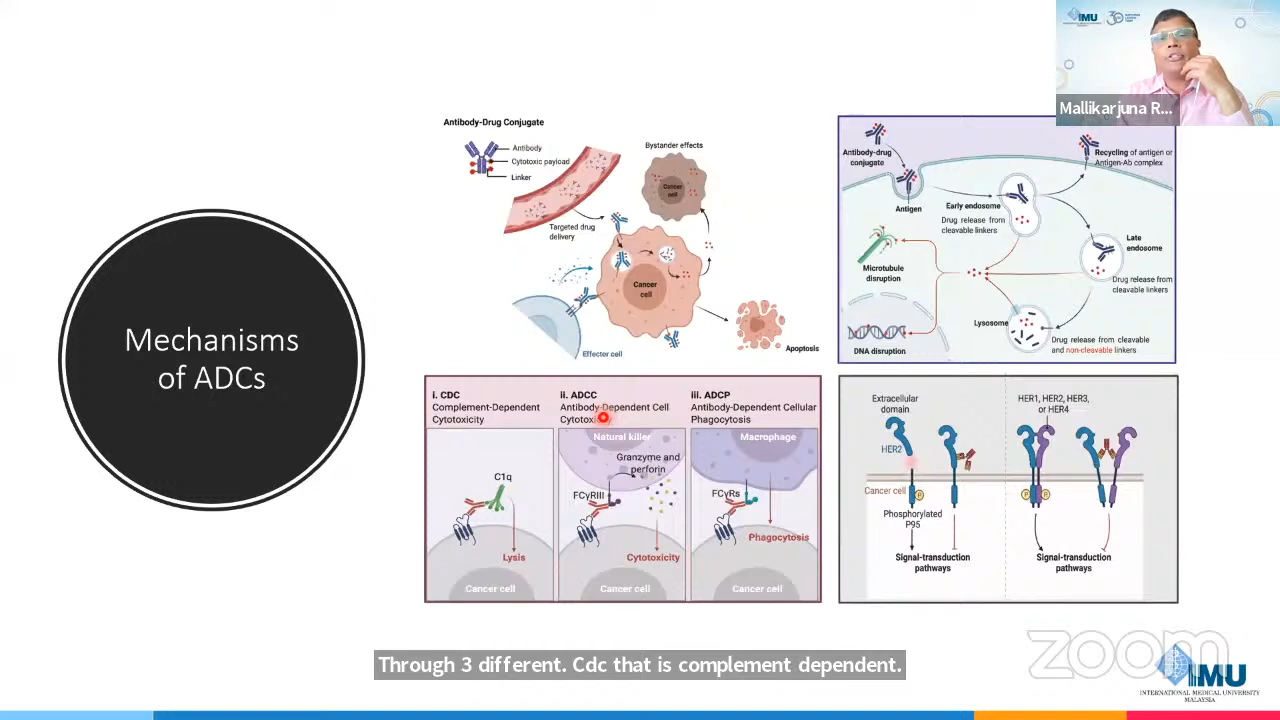 IMU
Mallikarjuna R...
Mechanisms
of ADCs
Antibody-Drug Conjugate
Antibody
Cytotoxic payload
Linker
Targeted drug
delivery
Bystander effects
Cancer
cell
Cancer
cell
Effecter cell
Apoptosis
Antibody-drug
conjugate
Antigen
Early endosome
Drug release from
cleavable linkers
Recycling of antigen or
Antigen-Ab complex
Late
endosome
Drug release from
cleavable linkers
Microtubule
disruption
DNA disruption
Lysosome
Drug release from cleavable
and non-cleavable linkers
i. CDC
Complement-Dependent
Cytotoxicity
C1q
Lysis
Cancer cell
ii. ADCC
Antibody-Dependent Cell
Natural killer
Granzyme and
perforin
FCγRIII
Cytotoxicity
Cancer cell
iii. ADCP
Antibody-Dependent Cellular
Phagocytosis
Macrophage
FCγRs
Phagocytosis
Cancer cell
Extracellular
domain
HER2
Cancer cell
P
Phosphorylated
P95
Signal-transduction
pathways
HER1, HER2, HER3,
or HER4
P P
Signal-transduction
pathways
Through 3 different. Cdc that is complement dependent.
zoom
IMU
INTERNATIONAL MEDICAL UNIVERSITY
MALAYSIA